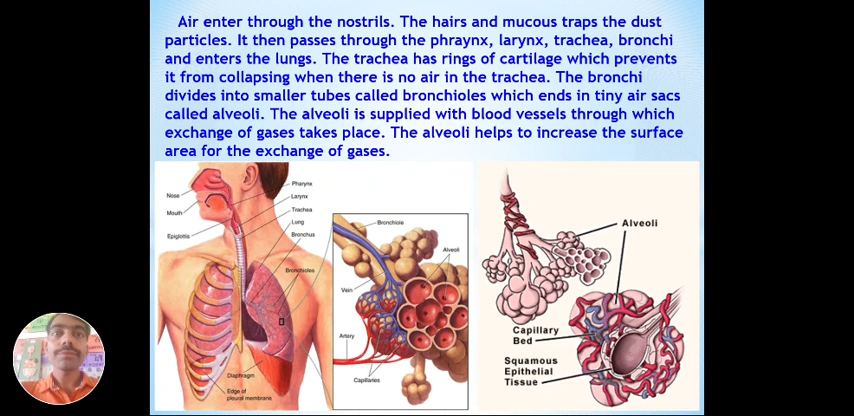 Air enter through the nostrils. The hairs and mucous traps the dust
particles. It then passes through the phraynx, larynx, trachea, bronchi
and enters the lungs. The trachea has rings of cartilage which prevents
it from collapsing when there is no air in the trachea. The bronchi
divides into smaller tubes called bronchioles which ends in tiny air sacs
called alveoli. The alveoli is supplied with blood vessels through which
exchange of gases takes place. The alveoli helps to increase the surface
area for the exchange of gases.
Nose
Mouth
Epiglottis
Pharynx
Larynx
Trachea
Lung
Bronchus
Bronchioles
Diaphragm
Edge of
pleural membrane
Bronchiole
Alveoli
Vein
Artery
Capillaries
Alveoli
Capillary
Bed
Squamous
Epithelial
Tissue